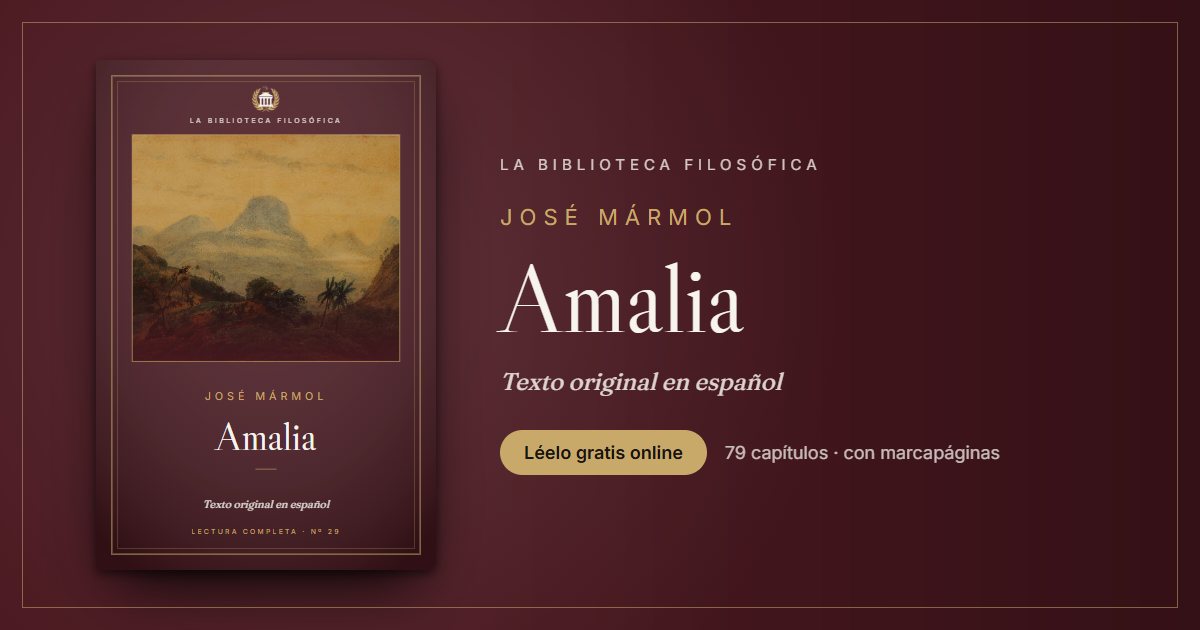 LA BIBLIOTECA FILOSÓFICA
JOSÉ MÁRMOL
Amalia
Texto original en español
LECTURA COMPLETA · Nº 29
LA BIBLIOTECA FILOSÓFICA
JOSÉ MÁRMOL
Amalia
Texto original en español
Léelo gratis online
79 capítulos · con marcapáginas